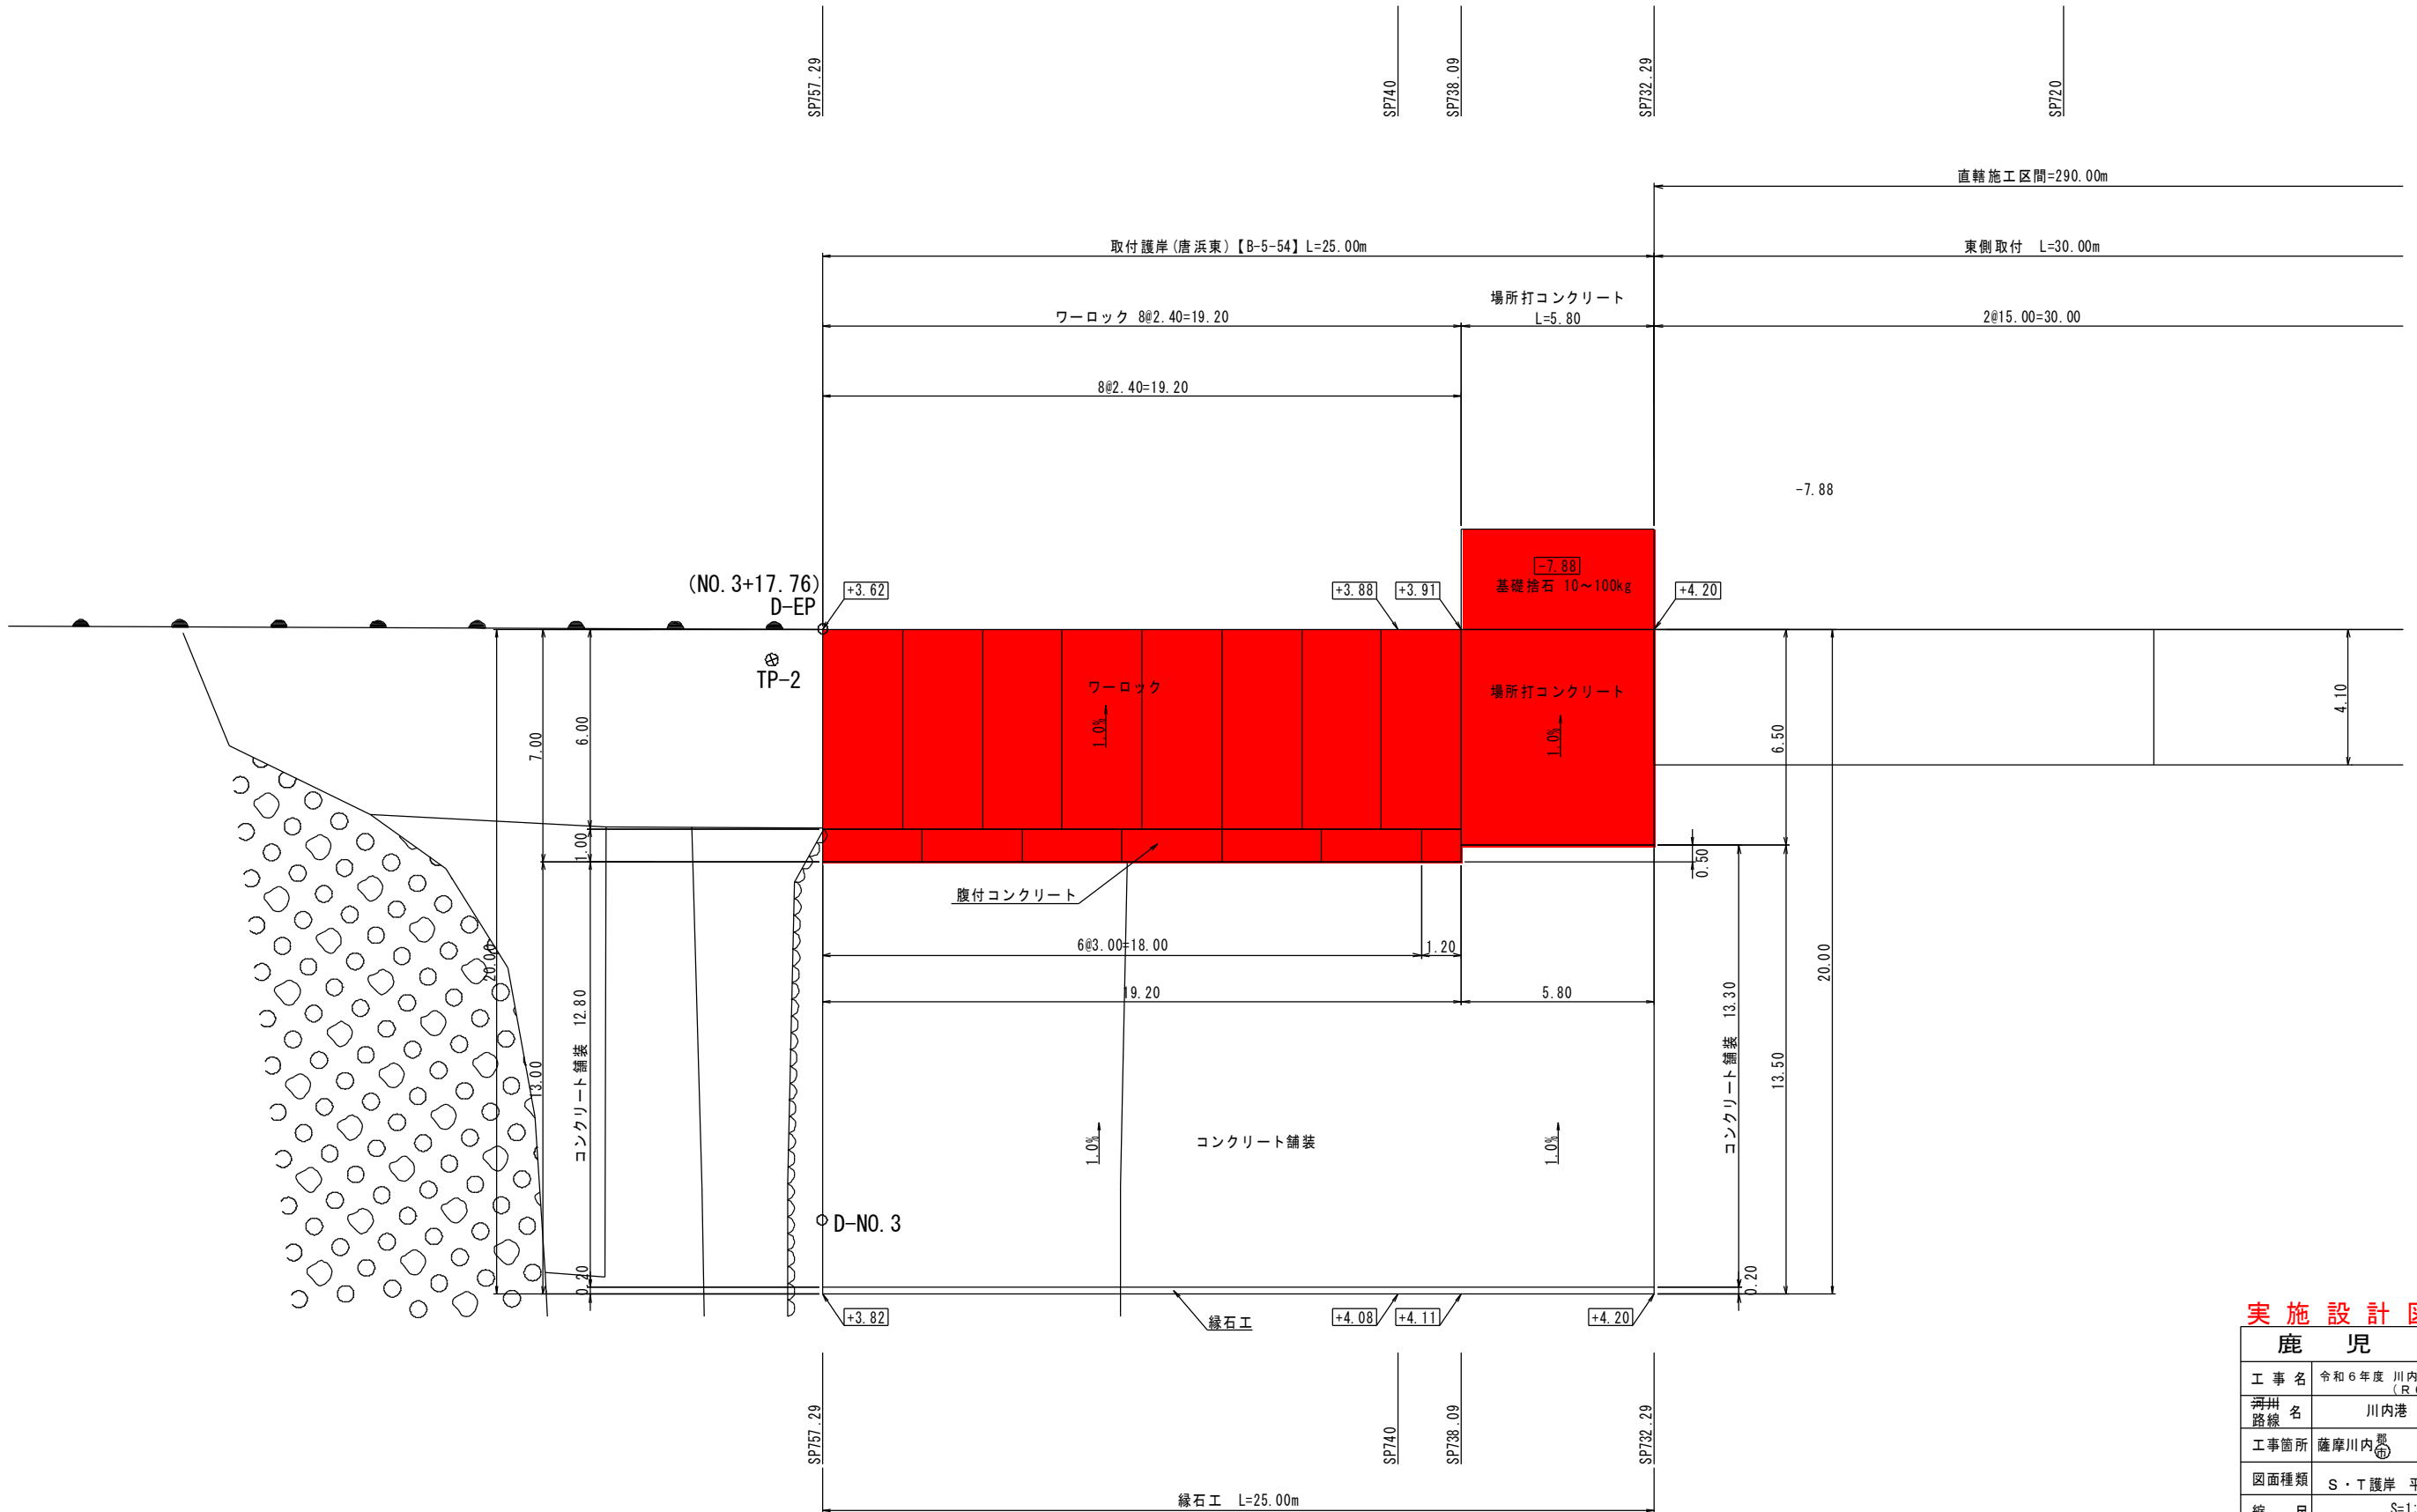 SP757.29
SP740
SP738.09
SP732.29
SP720
直轄施工区間=290.00m
取付護岸(唐浜東)【B-5-54】L=25.00m
東側取付 L=30.00m
場所打コンクリート
L=5.80
ワーロック 8@2.40=19.20
2@15.00=30.00
8@2.40=19.20
-7.88
-7.88
基礎捨石 10～100kg
(NO.3+17.76)
D-EP
+3.62
+3.88
+3.91
+4.20
TP-2
ワーロック
1.0%
場所打コンクリート
1.0%
4.10
6.50
7.00
6.00
1.00
0.50
腹付コンクリート
6@3.00=18.00
1.20
20.00
19.20
5.80
20.00
コンクリート舗装 12.80
コンクリート舗装 13.30
13.00
13.50
1.0%
コンクリート舗装
1.0%
D-NO.3
0.20
0.20
+3.82
縁石工
+4.08
+4.11
+4.20
SP757.29
SP740
SP738.09
SP732.29
縁石工 L=25.00m
実施設計
鹿児
工事名 令和6年度 川内
(R
河川
路線 名 川内港
工事箇所 薩摩川内 郡
市
図面種類 S・T護岸 平
S=1: